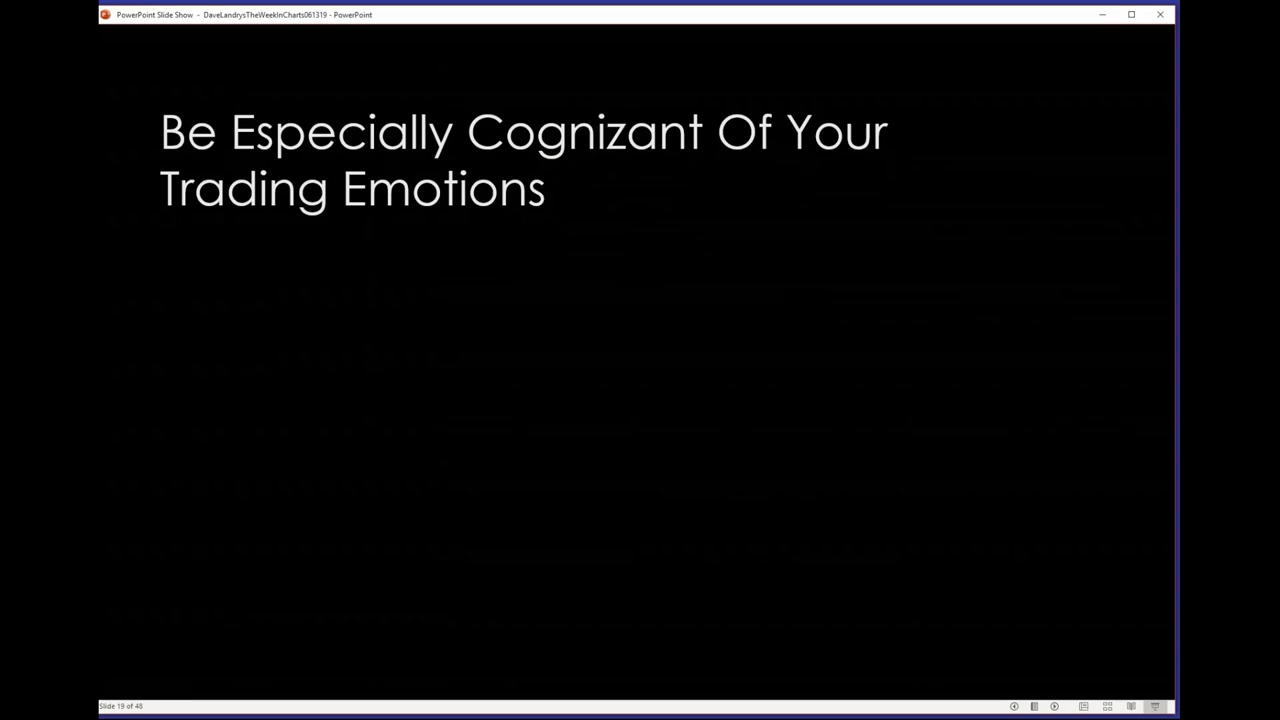 PowerPoint Slide Show - DaveLandrysTheWeekInCharts061319 - PowerPoint
Be Especially Cognizant Of Your
Trading Emotions
Slide 19 of 48